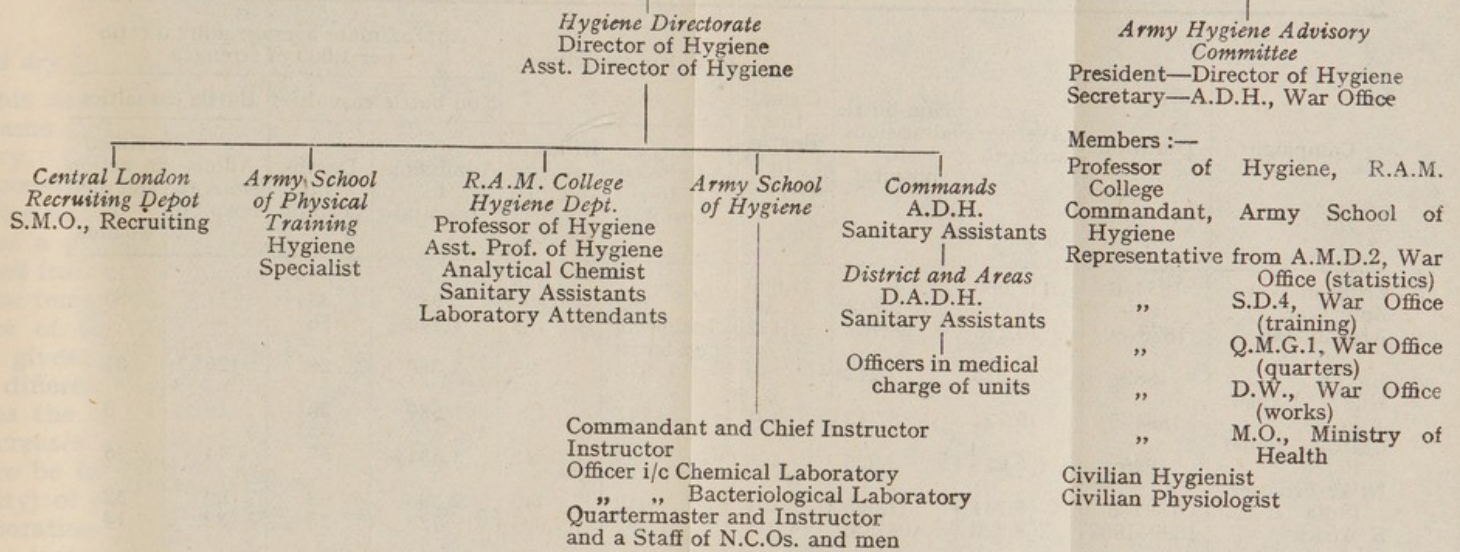 Hygiene Directorate
Director of Hygiene
Asst. Director of Hygiene
Central London
Recruiting Depot
S.M.O., Recruiting
Army School
of Physical
Training
Hygiene
Specialist
R.A.M. College
Hygiene Dept.
Professor of Hygiene
Asst. Prof. of Hygiene
Analytical Chemist
Sanitary Assistants
Laboratory Attendants
Army School
of Hygiene
Commandant and Chief Instructor
Instructor
Officer i/c Chemical Laboratory
„ „ Bacteriological Laboratory
Quartermaster and Instructor
and a Staff of N.C.Os. and men
Commands
A.D.H.
Sanitary Assistants
District and Areas
D.A.D.H.
Sanitary Assistants
Officers in medical
charge of units
Army Hygiene Advisory
Committee
President—Director of Hygiene
Secretary—A.D.H., War Office
Members :—
Professor of Hygiene, R.A.M.
College
Commandant, Army School of
Hygiene
Representative from A.M.D.2, War
Office (statistics)
„ S.D.4, War Office
(training)
„ Q.M.G.1, War Office
(quarters)
„ D.W., War Office
(works)
„ M.O., Ministry of
Health
Civilian Hygienist
Civilian Physiologist